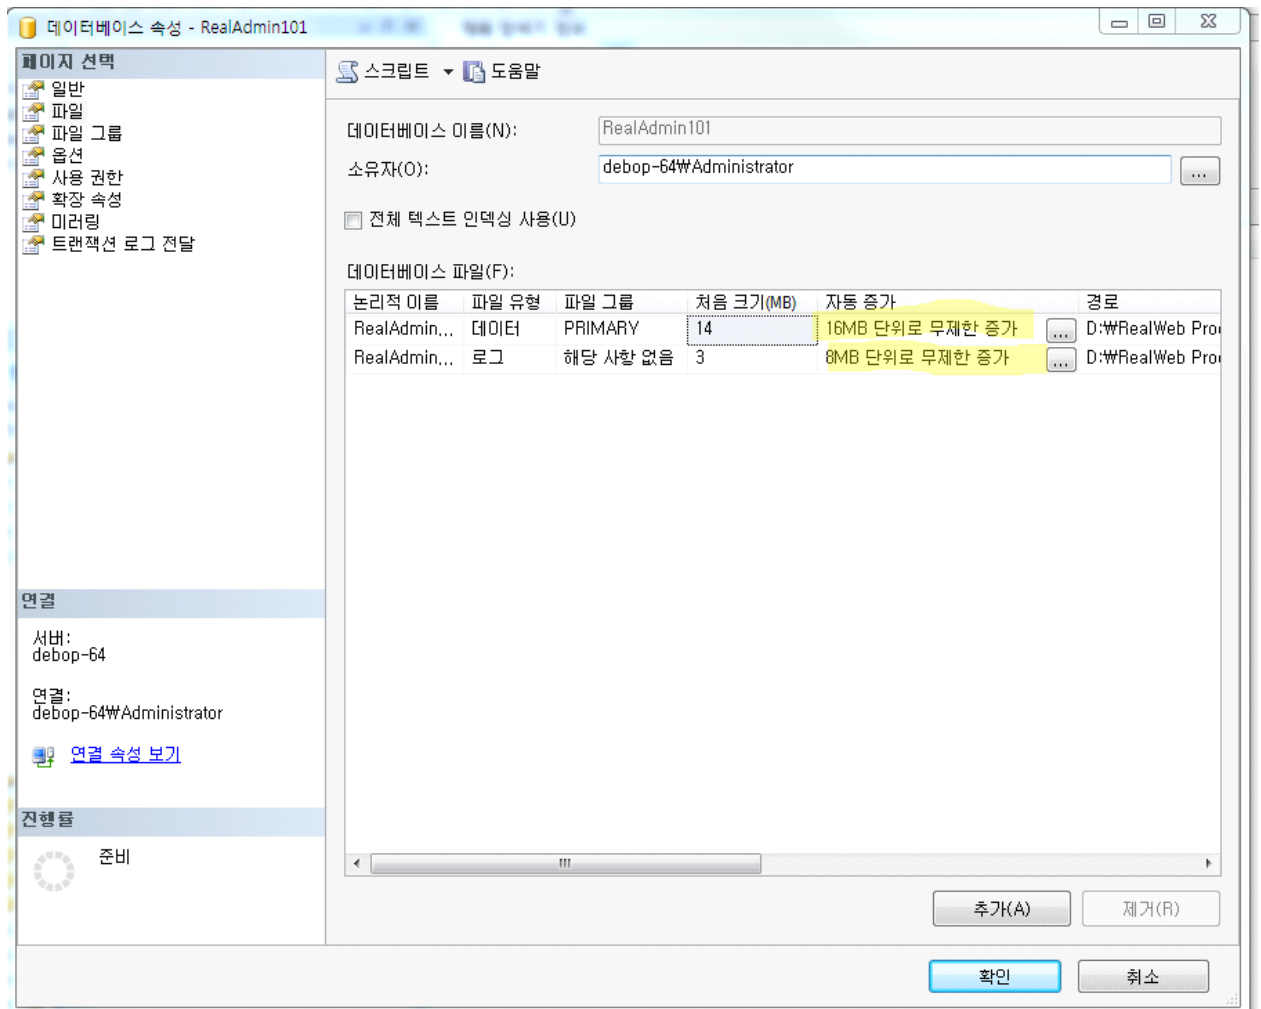 데이터베이스 속성 - RealAdmin101
페이지 선택
일반
파일
파일 그룹
옵션
사용 권한
확장 속성
미러링
트랜잭션 로그 전달
연결
서버:
debop-64
연결:
debop-64₩Administrator
연결 속성 보기
진행률
준비
스크립트 도움말
데이터베이스 이름(N): RealAdmin101
소유자(O): debop-64₩Administrator ...
전체 텍스트 인덱싱 사용(U)
데이터베이스 파일(F):
논리적 이름 파일 유형 파일 그룹 처음 크기(MB) 자동 증가 경로
RealAdmin... 데이터 PRIMARY 14 16MB 단위로 무제한 증가 ... D:₩RealWeb Pro
RealAdmin... 로그 해당 사항 없음 3 8MB 단위로 무제한 증가 ... D:₩RealWeb Pro
추가(A) 제거(R)
확인 취소